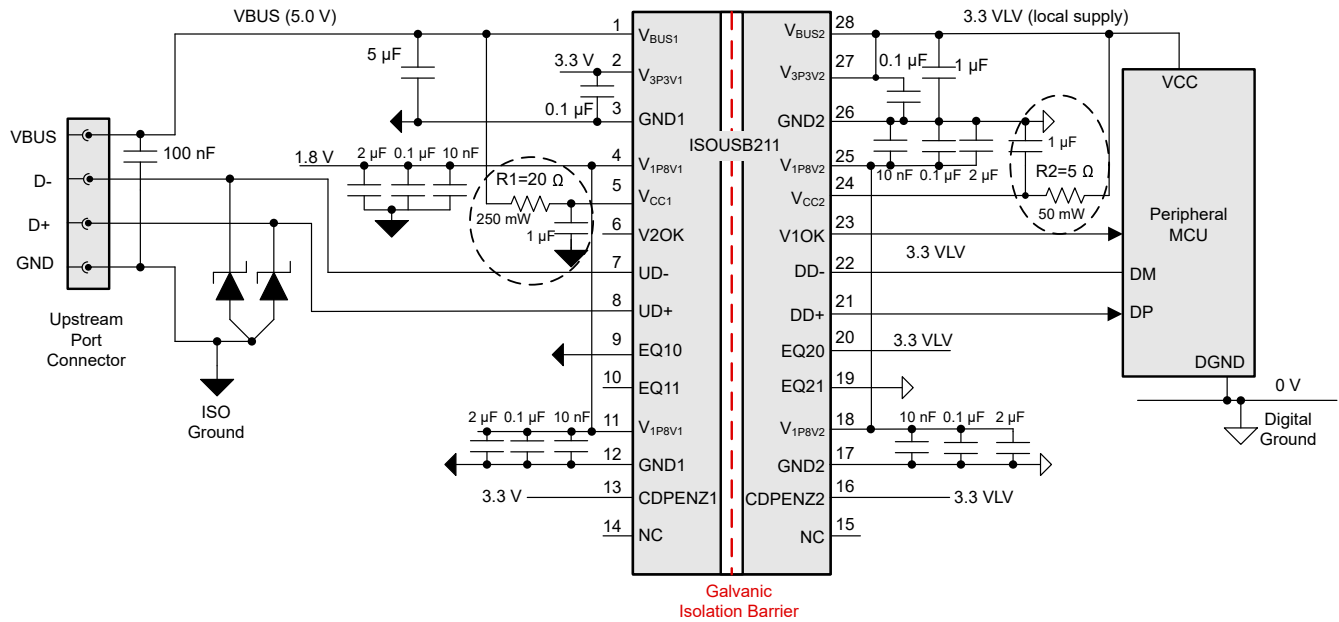 VBUS (5.0 V)
3.3 VLV (local supply)
1
VBUS1
VBUS2
28
5 µF
3.3 V
2
V3P3V1
V3P3V2
27
0.1 µF
1 µF
VCC
0.1 µF
3
GND1
GND2
26
VBUS
100 nF
ISOUSB211
1 µF
1.8 V
2 µF
0.1 µF
10 nF
4
V1P8V1
V1P8V2
25
10 nF
0.1 µF
2 µF
D-
R1=20 Ω
5
VCC1
VCC2
24
R2=5 Ω
250 mW
50 mW
D+
1 µF
6
V2OK
V1OK
23
3.3 VLV
Peripheral
MCU
GND
7
UD-
DD-
22
DM
8
UD+
DD+
21
DP
Upstream
Port
Connector
9
EQ10
EQ20
20
3.3 VLV
DGND
10
EQ11
EQ21
19
0 V
ISO
Ground
Digital
Ground
2 µF
0.1 µF
10 nF
11
V1P8V1
V1P8V2
18
10 nF
0.1 µF
2 µF
12
GND1
GND2
17
3.3 V
13
CDPENZ1
CDPENZ2
16
3.3 VLV
14
NC
NC
15
Galvanic
Isolation Barrier